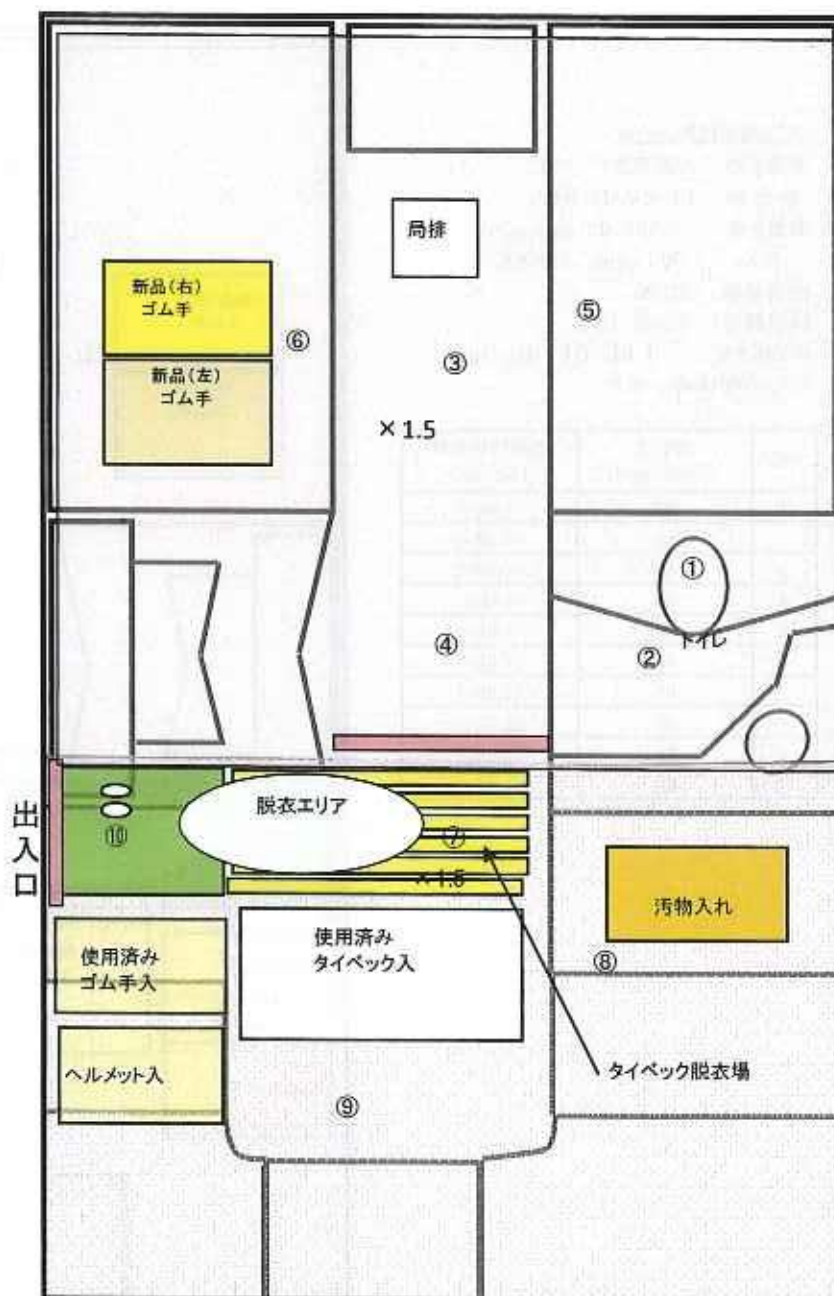 局排
新品(右)
ゴム手
⑥
⑤
③
新品(左)
ゴム手
×1.5
①
④
②
トイレ
出入口
脱衣エリア
⑩
⑦
×1.5
汚物入れ
使用済み
ゴム手入
使用済み
タイベック入
⑧
ヘルメット入
タイベック脱衣場
⑨